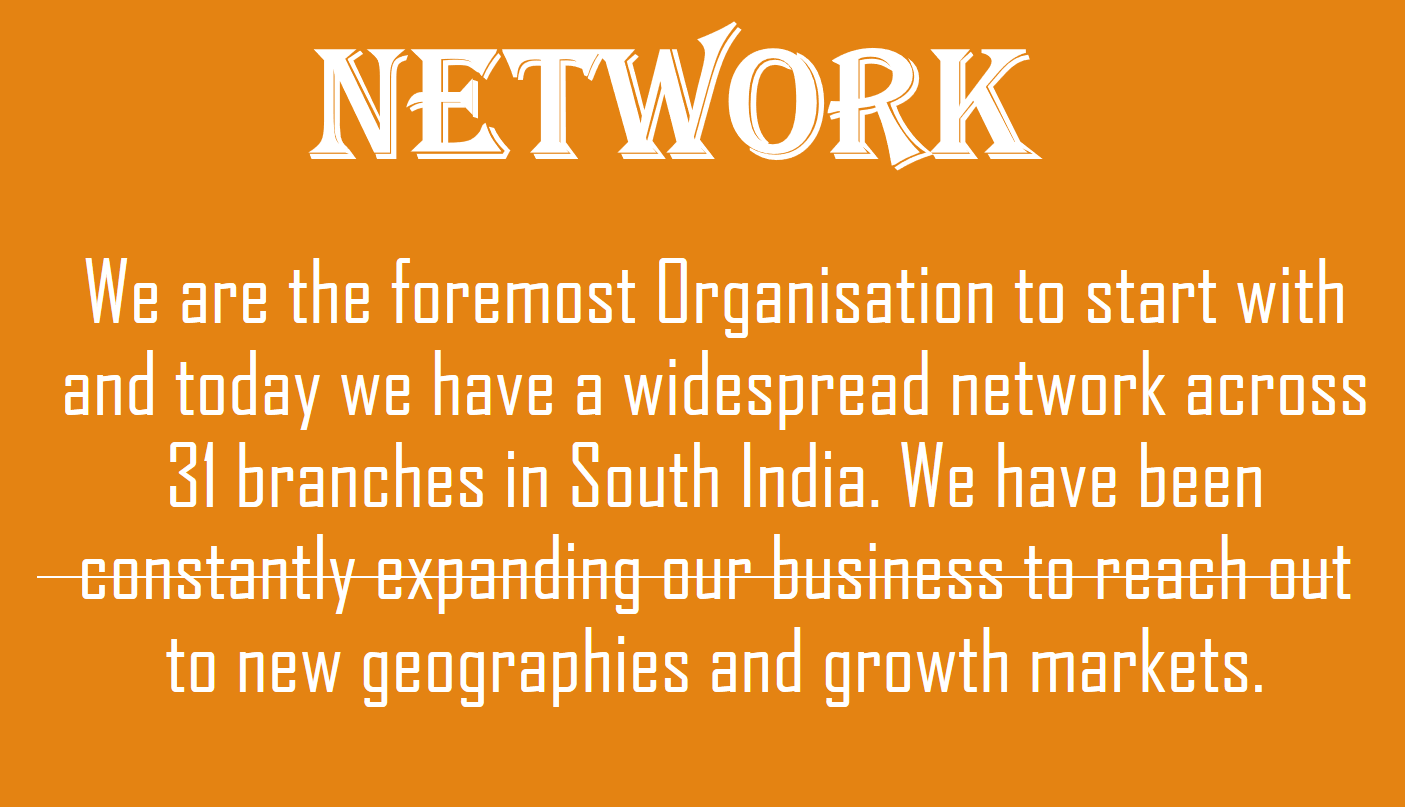 NETWORK
We are the foremost Organisation to start with
and today we have a widespread network across
31 branches in South India. We have been
constantly expanding our business to reach out
to new geographies and growth markets.